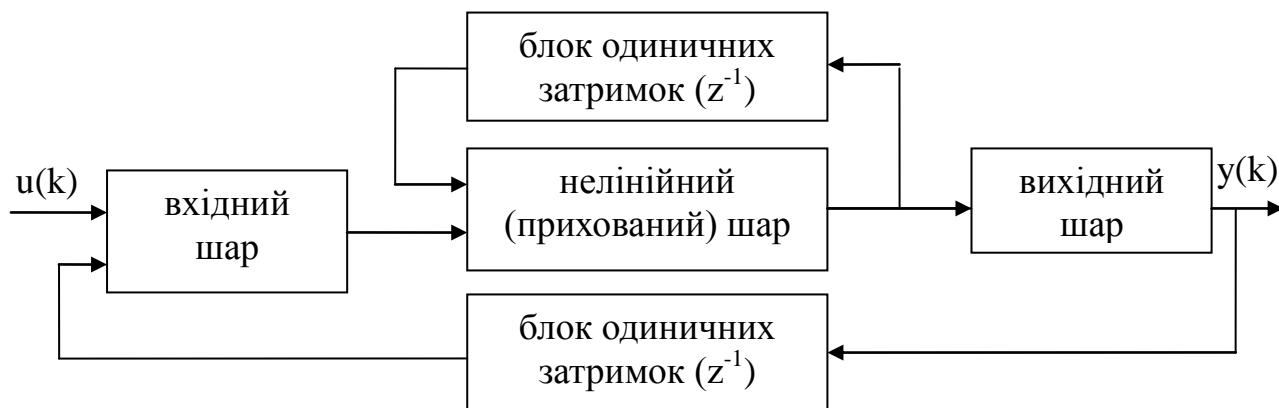 блок одиничних
затримок (z⁻¹)
u(k)
вхідний
шар
нелінійний
(прихований) шар
вихідний
шар
y(k)
блок одиничних
затримок (z⁻¹)